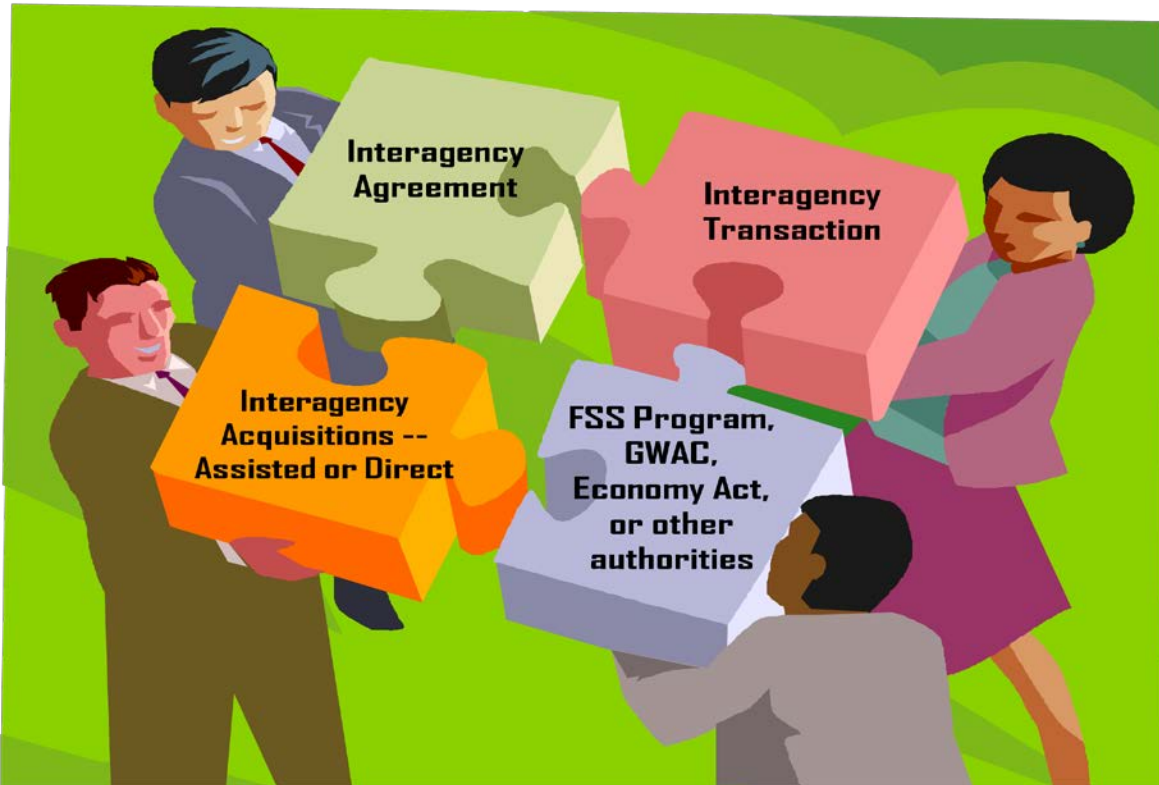 Interagency
Agreement
Interagency
Transaction
Interagency
Acquisitions --
Assisted or Direct
FSS Program,
GWAC,
Economy Act,
or other
authorities